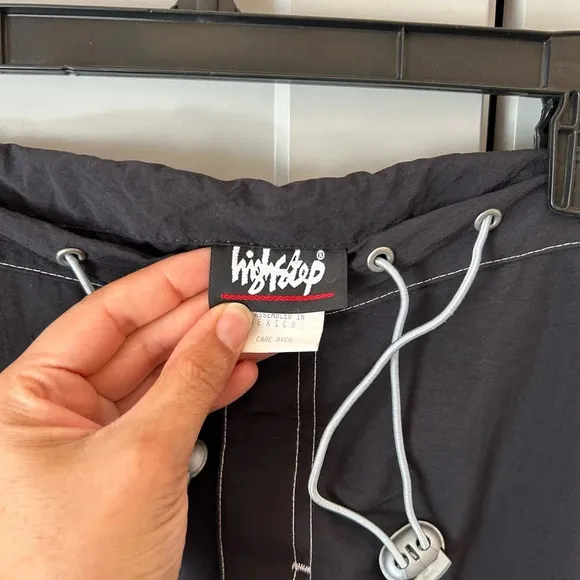 highstep®
ASSEMBLED IN
MEXICO.
CARE OVER